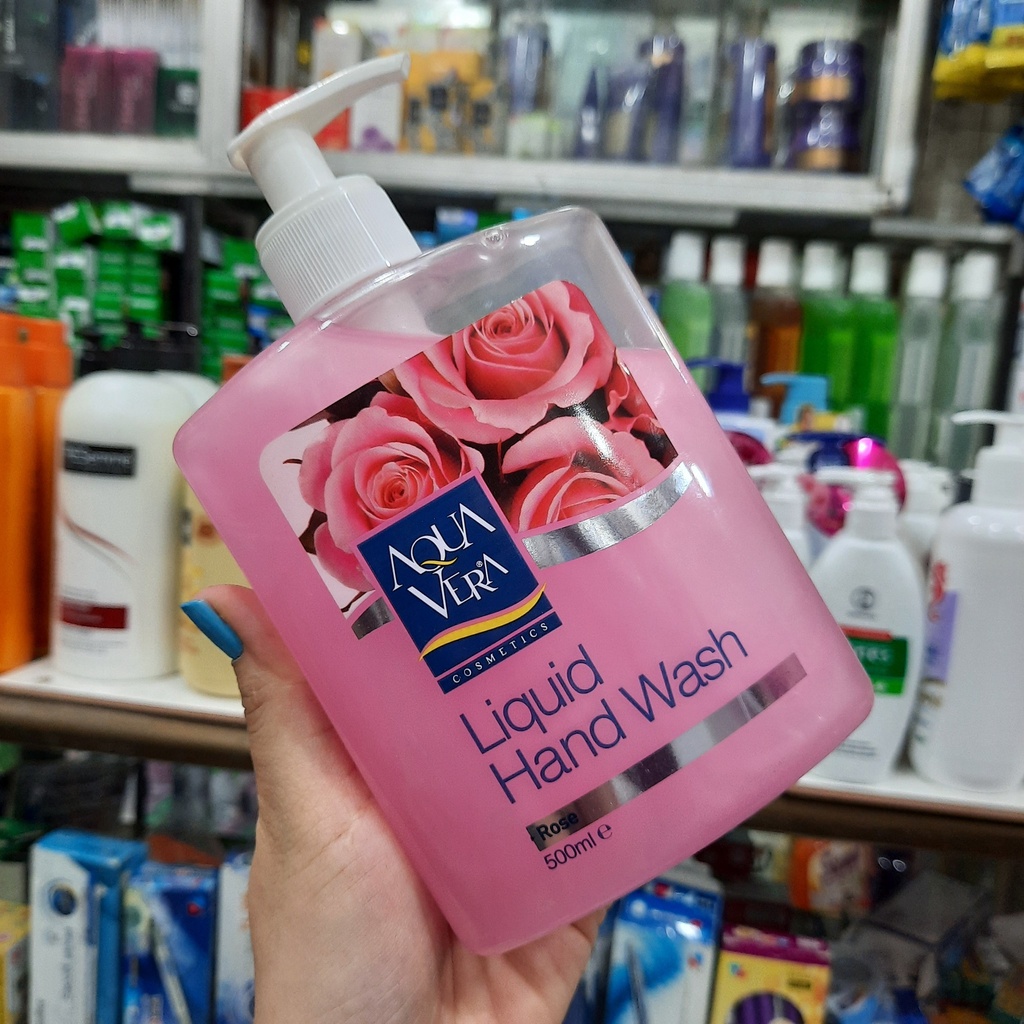 AQUA
VERA®
COSMETICS
Liquid
Hand Wash
Rose
500ml ℮